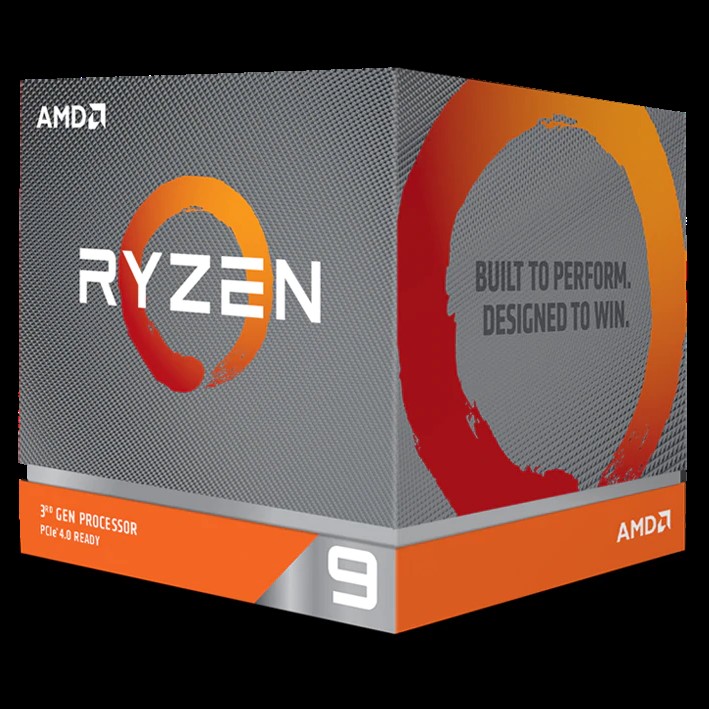 AMD
RYZEN
3RD GEN PROCESSOR
PCIe® 4.0 READY
9
BUILT TO PERFORM.
DESIGNED TO WIN.
AMD